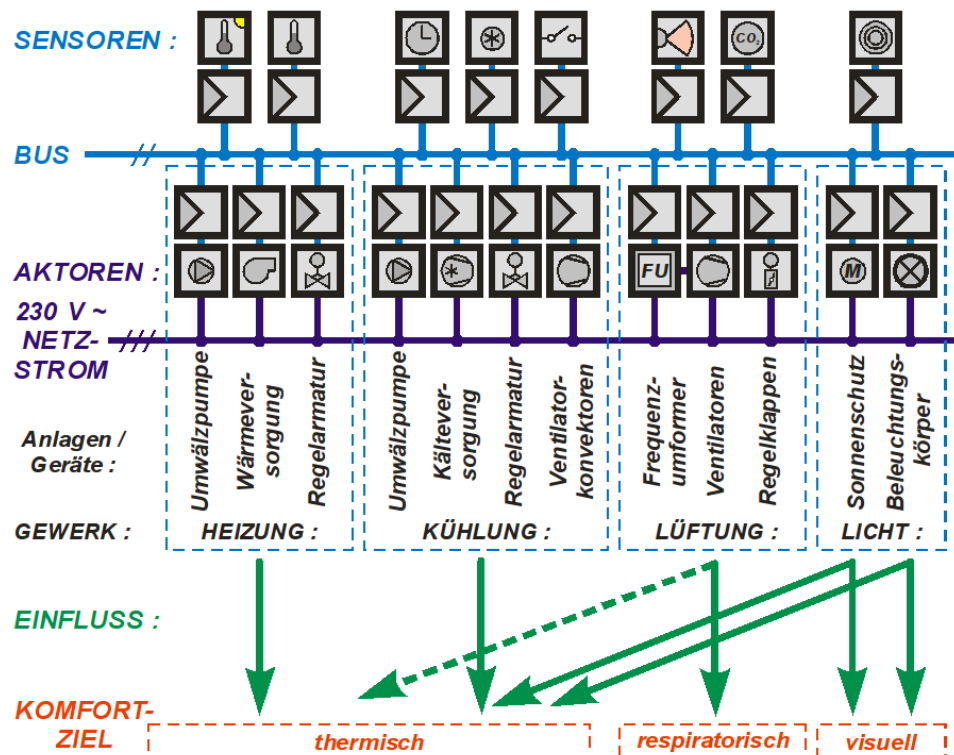 SENSOREN :
CO₂
BUS
AKTOREN :
FU
M
230 V ~
NETZ-
STROM
Anlagen /
Geräte :
Umwälzpumpe
Wärmever-
sorgung
Regelarmatur
Umwälzpumpe
Kältever-
sorgung
Regelarmatur
Ventilator-
konvektoren
Frequenz-
umformer
Ventilatoren
Regelklappen
Sonnenschutz
Beleuchtungs-
körper
GEWERK :
HEIZUNG :
KÜHLUNG :
LÜFTUNG :
LICHT :
EINFLUSS :
KOMFORT-
ZIEL
thermisch
respiratorisch
visuell